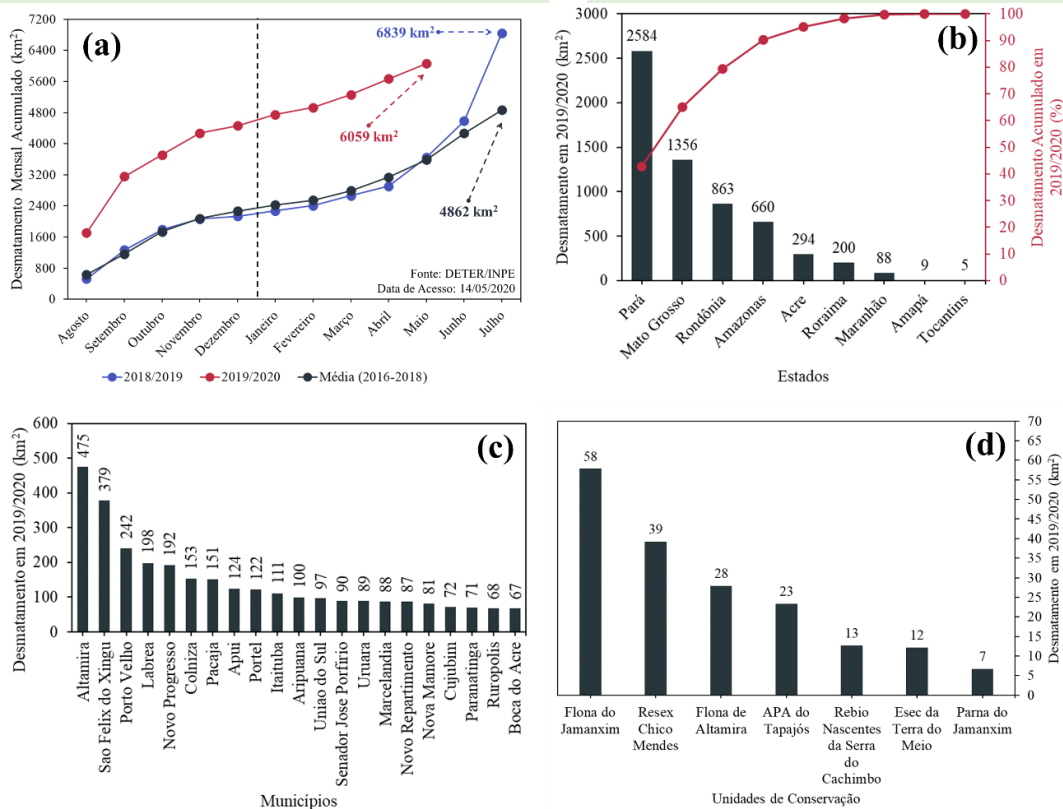 (a)
Desmatamento Mensal Acumulado (km²)
7200
6400
5600
4800
4000
3200
2400
1600
800
0
6839 km²
6059 km²
4862 km²
Fonte: DETER/INPE
Data de Acesso: 14/05/2020
Agosto
Setembro
Outubro
Novembro
Dezembro
Janeiro
Fevereiro
Março
Abril
Maio
Junho
Julho
2018/2019
2019/2020
Média (2016-2018)
(b)
Desmatamento em 2019/2020 (km²)
3000
2500
2000
1500
1000
500
0
2584
1356
863
660
294
200
88
9
5
100
90
80
70
60
50
40
30
20
10
0
Desmatamento Acumulado em
2019/2020 (%)
Pará
Mato Grosso
Rondônia
Amazonas
Acre
Roraima
Maranhão
Amapá
Tocantins
Estados
(c)
Desmatamento em 2019/2020 (km²)
600
500
400
300
200
100
0
475
379
242
198
192
153
151
124
122
111
100
97
90
89
88
87
81
72
71
68
67
Altamira
Sao Felix do Xingu
Porto Velho
Labrea
Novo Progresso
Colniza
Pacaja
Apui
Portel
Itaituba
Aripuana
Uniao do Sul
Senador Jose Porfirio
Uruara
Marcelandia
Novo Repartimento
Nova Mamore
Cujubim
Paranatinga
Ruropolis
Boca do Acre
Municípios
(d)
58
39
28
23
13
12
7
70
65
60
55
50
45
40
35
30
25
20
15
10
5
0
Desmatamento em 2019/2020 (km²)
Flona do
Jamanxim
Resex
Chico
Mendes
Flona de
Altamira
APA do
Tapajós
Rebio
Nascentes
da Serra
do
Cachimbo
Esec da
Terra do
Meio
Parna do
Jamanxim
Unidades de Conservação